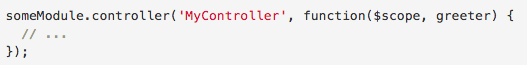 someModule.controller('MyController', function($scope, greeter) {
  // ...
});